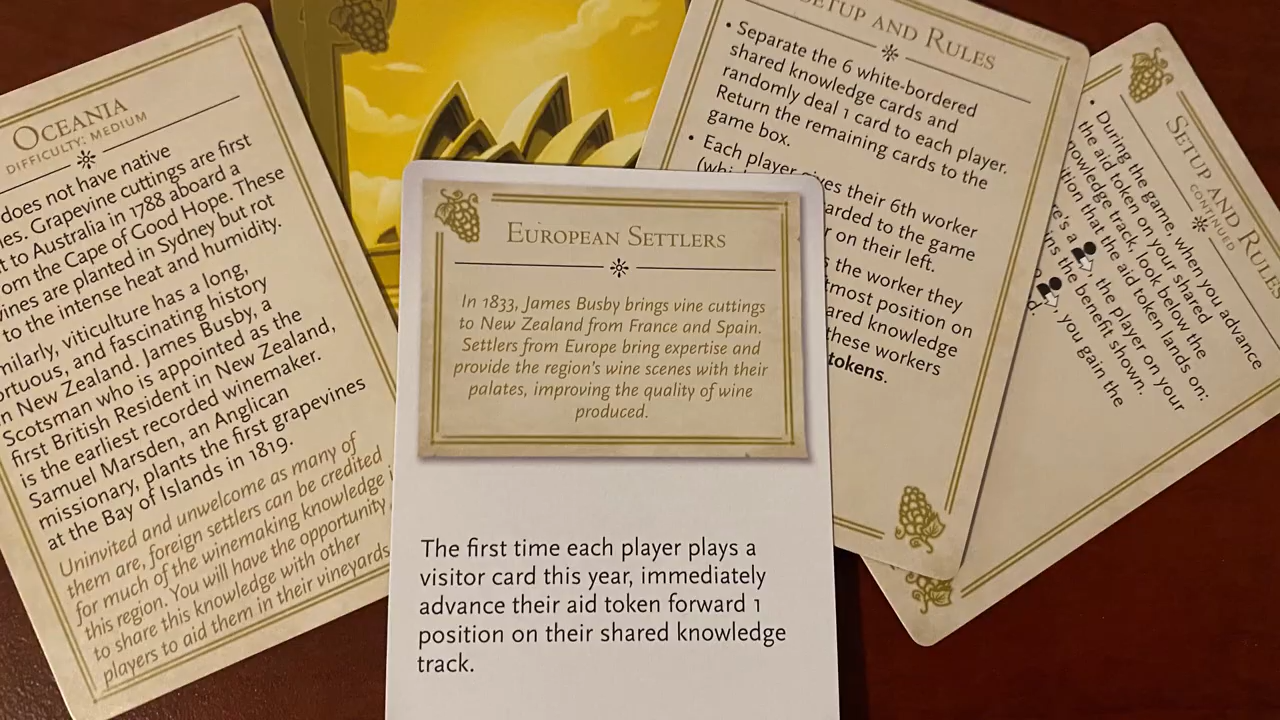 OCEANIA
DIFFICULTY: MEDIUM
does not have native
Grapevine cuttings are first
to Australia in 1788 aboard a
the Cape of Good Hope. These
vines are planted in Sydney but rot
to the intense heat and humidity.
viticulture has a long,
and fascinating history
New Zealand. James Busby, a
Scotsman who is appointed as the
first British Resident in New Zealand,
is the earliest recorded winemaker.
Samuel Marsden, an Anglican
missionary, plants the first grapevines
at the Bay of Islands in 1819.
Uninvited and unwelcome as many of
them are, foreign settlers can be credited
for much of the winemaking knowledge
this region. You will have the opportunity
to share this knowledge with other
players to aid them in their vineyards
EUROPEAN SETTLERS
In 1833, James Busby brings vine cuttings
to New Zealand from France and Spain.
Settlers from Europe bring expertise and
provide the region's wine scenes with their
palates, improving the quality of wine
produced.
The first time each player plays a
visitor card this year, immediately
advance their aid token forward 1
position on their shared knowledge
track.
SETUP AND RULES
• Separate the 6 white-bordered
shared knowledge cards and
randomly deal 1 card to each player.
Return the remaining cards to the
game box.
• Each player their 6th worker
to the game
on their left.
the worker they
position on
knowledge
these workers
tokens.
SETUP AND RULES
CONTINUED
• During the game, when you advance
the aid token on your shared
knowledge track, look below the
that the aid token lands on:
a , the player on your
the benefit shown.
, you gain the